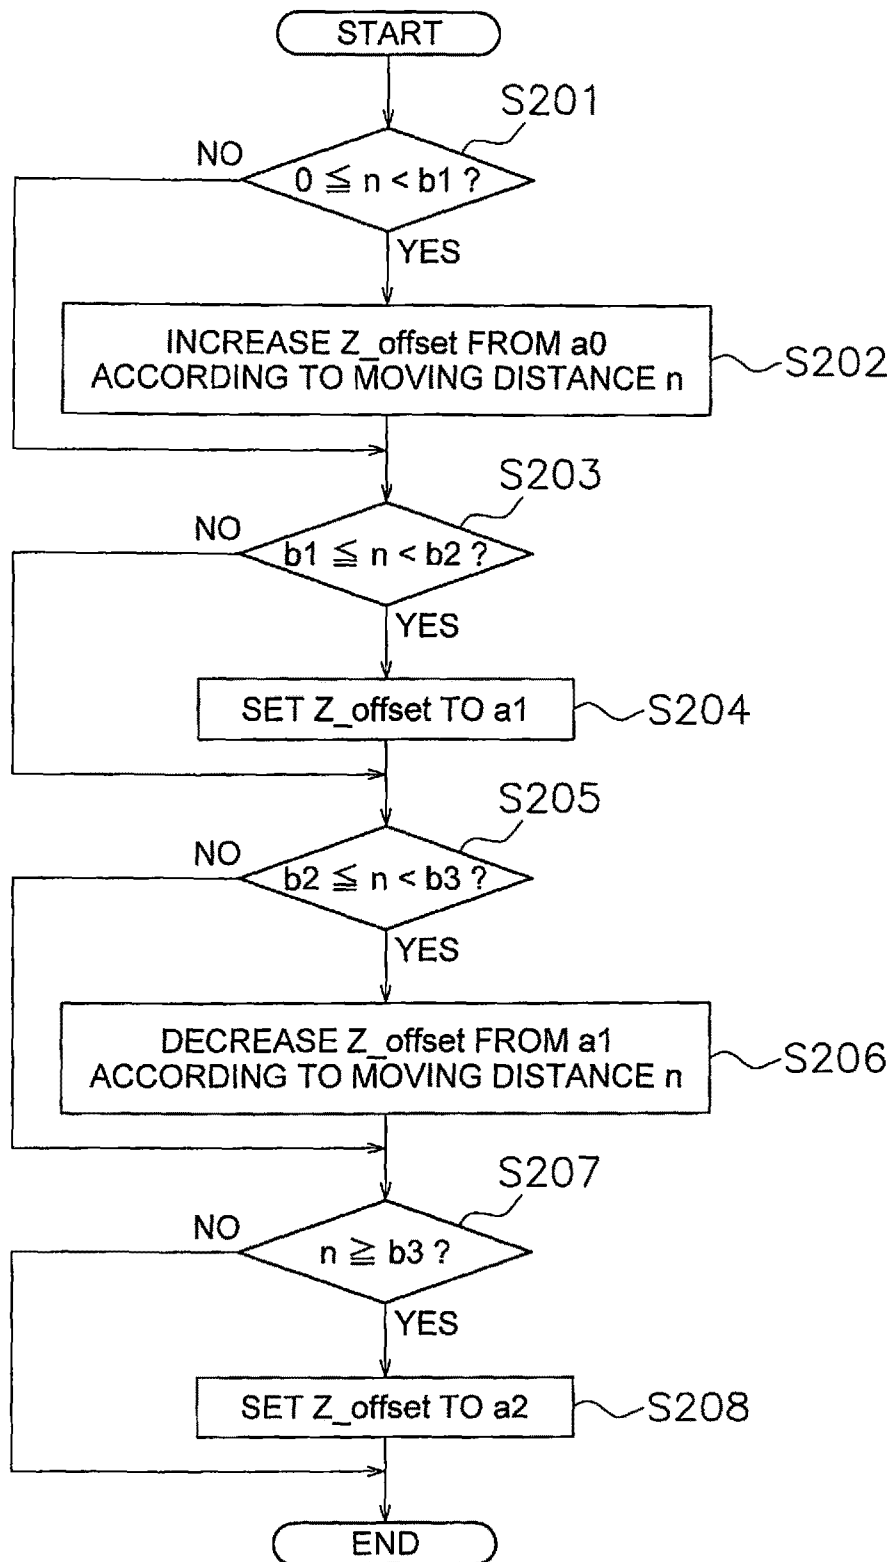 START
S201
NO
0 ≦ n < b1 ?
YES
INCREASE Z_offset FROM a0
ACCORDING TO MOVING DISTANCE n
S202
S203
NO
b1 ≦ n < b2 ?
YES
SET Z_offset TO a1
S204
S205
NO
b2 ≦ n < b3 ?
YES
DECREASE Z_offset FROM a1
ACCORDING TO MOVING DISTANCE n
S206
S207
NO
n ≧ b3 ?
YES
SET Z_offset TO a2
S208
END